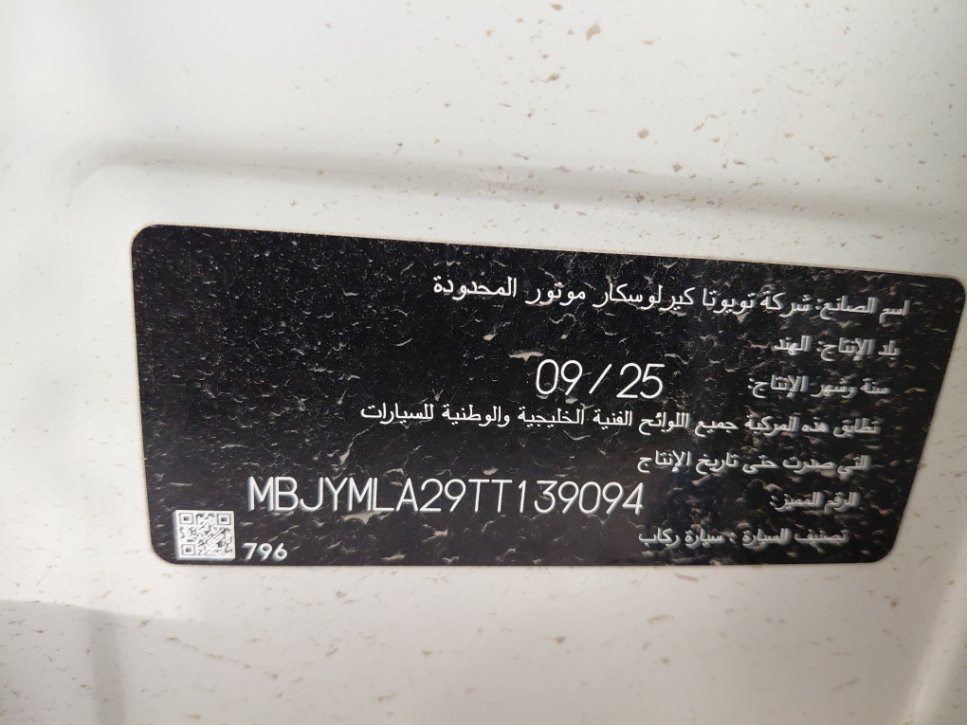 اسم الصانع: شركة تويوتا كيرلوسكار موتور المحدودة
بلد الإنتاج: الهند
سنة وشهر الإنتاج: 09/25
تطابق هذه المركبة جميع اللوائح الفنية الخليجية والوطنية للسيارات
التي صدرت حتى تاريخ الإنتاج
الرقم المميز: MBJYMLA29TT139094
تصنيف السيارة : سيارة ركاب
796